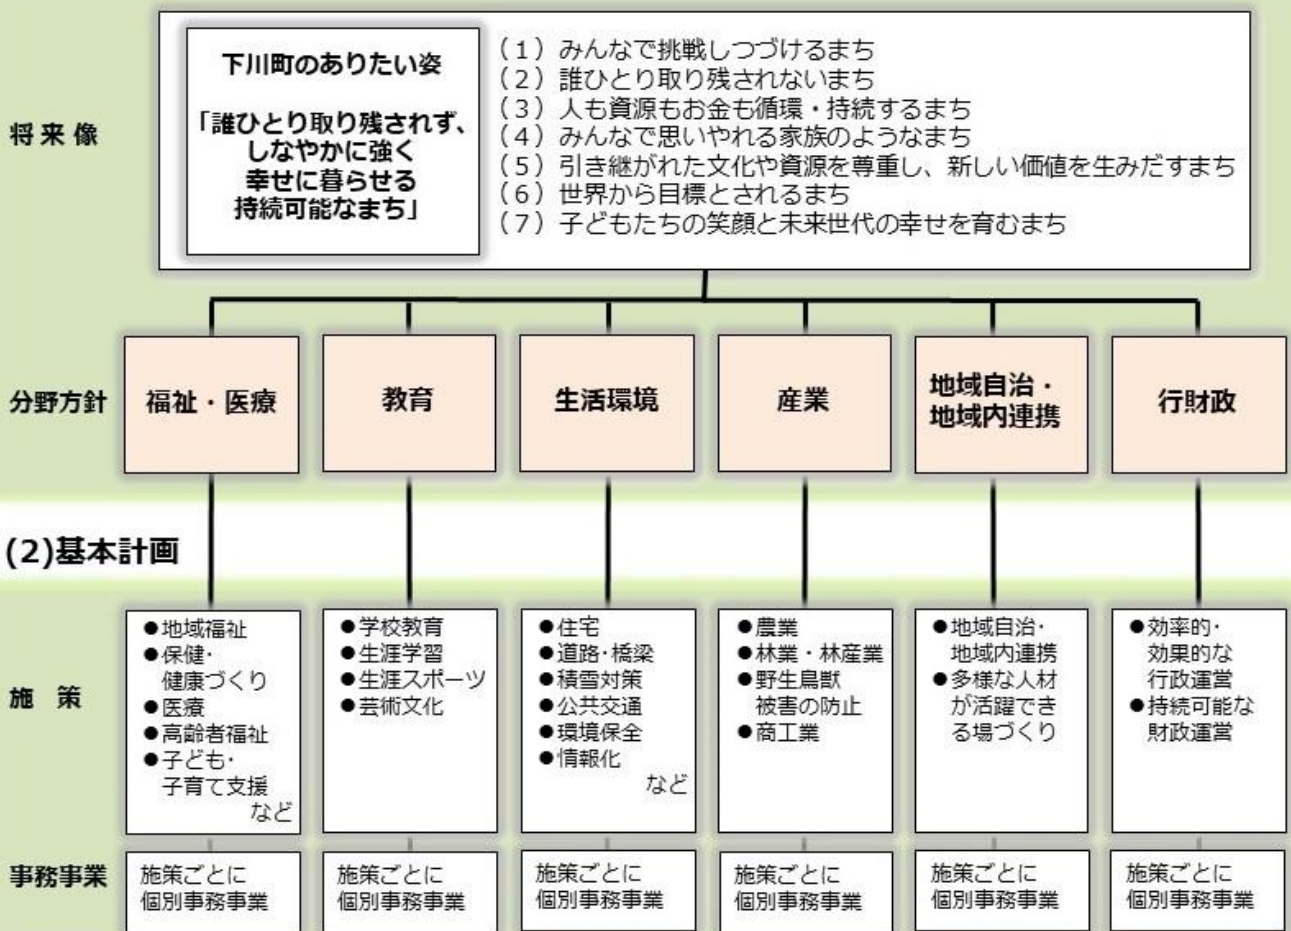 将来像
下川町のありたい姿
「誰ひとり取り残されず、
しなやかに強く
幸せに暮らせる
持続可能なまち」
（1）みんなで挑戦しつづけるまち
（2）誰ひとり取り残されないまち
（3）人も資源もお金も循環・持続するまち
（4）みんなで思いやれる家族のようなまち
（5）引き継がれた文化や資源を尊重し、新しい価値を生みだすまち
（6）世界から目標とされるまち
（7）子どもたちの笑顔と未来世代の幸せを育むまち
分野方針
福祉・医療
教育
生活環境
産業
地域自治・
地域内連携
行財政
(2)基本計画
施 策
●地域福祉
●保健・
健康づくり
●医療
●高齢者福祉
●子ども・
子育て支援
など
●学校教育
●生涯学習
●生涯スポーツ
●芸術文化
●住宅
●道路・橋梁
●積雪対策
●公共交通
●環境保全
●情報化
など
●農業
●林業・林産業
●野生鳥獣
被害の防止
●商工業
●地域自治・
地域内連携
●多様な人材
が活躍でき
る場づくり
●効率的・
効果的な
行政運営
●持続可能な
財政運営
事務事業
施策ごとに
個別事務事業
施策ごとに
個別事務事業
施策ごとに
個別事務事業
施策ごとに
個別事務事業
施策ごとに
個別事務事業
施策ごとに
個別事務事業